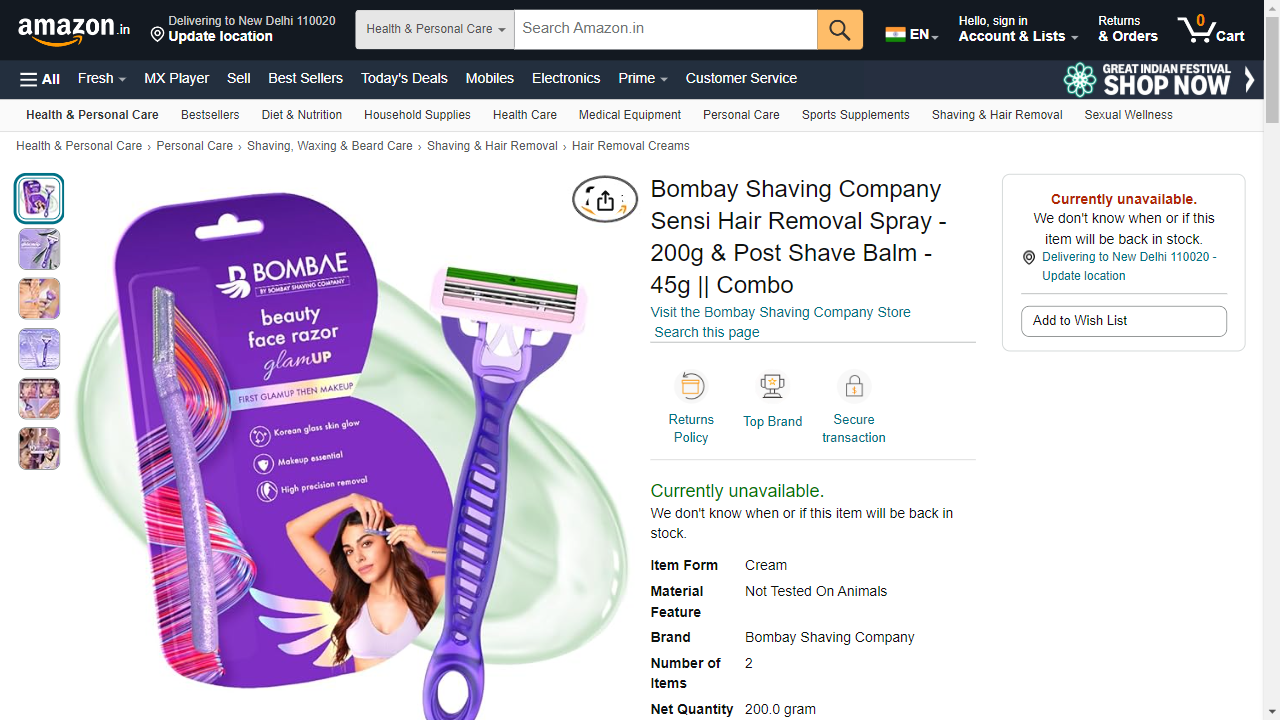 amazon.in
Delivering to New Delhi 110020
Update location
Health & Personal Care
Search Amazon.in
EN
Hello, sign in
Account & Lists
Returns
& Orders
0
Cart
All
Fresh
MX Player
Sell
Best Sellers
Today's Deals
Mobiles
Electronics
Prime
Customer Service
GREAT INDIAN FESTIVAL
SHOP NOW
Health & Personal Care
Bestsellers
Diet & Nutrition
Household Supplies
Health Care
Medical Equipment
Personal Care
Sports Supplements
Shaving & Hair Removal
Sexual Wellness
Health & Personal Care › Personal Care › Shaving, Waxing & Beard Care › Shaving & Hair Removal › Hair Removal Creams
BOMBAE
BY BOMBAY SHAVING COMPANY
beauty
face razor
glamUP
FIRST GLAMUP THEN MAKEUP
Korean glass skin glow
Makeup essential
High precision removal
Bombay Shaving Company
Sensi Hair Removal Spray -
200g & Post Shave Balm -
45g || Combo
Visit the Bombay Shaving Company Store
Search this page
Returns
Policy
Top Brand
Secure
transaction
Currently unavailable.
We don't know when or if this item will be back in
stock.
Item Form Cream
Material
Feature
Not Tested On Animals
Brand Bombay Shaving Company
Number of
Items
2
Net Quantity 200.0 gram
Currently unavailable.
We don't know when or if this
item will be back in stock.
Delivering to New Delhi 110020 -
Update location
Add to Wish List